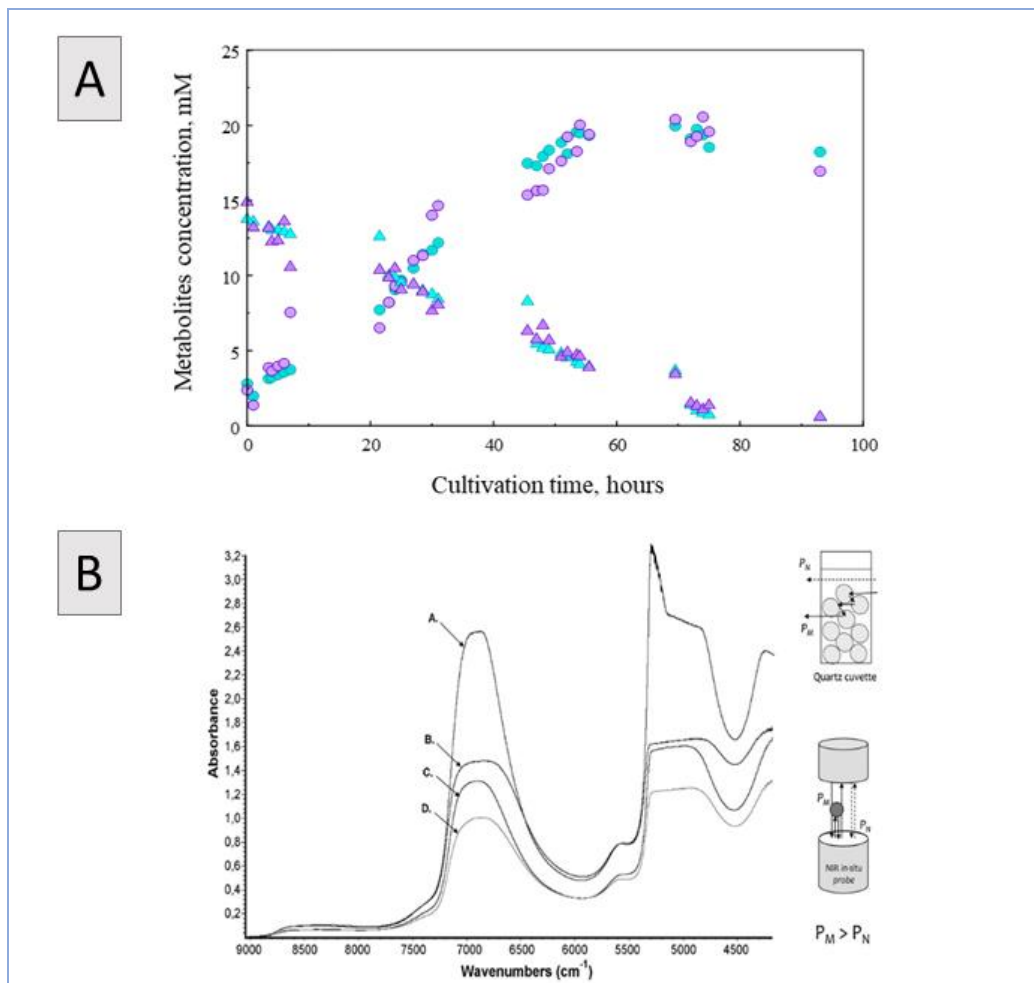 A
25
20
15
10
5
0
0 20 40 60 80 100
Metabolites concentration, mM
Cultivation time, hours
B
3,2
3,0
2,8
2,6
2,4
2,2
2,0
1,8
1,6
1,4
1,2
1,0
0,8
0,6
0,4
0,2
Absorbance
A.
B.
C.
D.
9000 8500 8000 7500 7000 6500 6000 5500 5000 4500
Wavenumbers (cm⁻¹)
P_N
P_M
Quartz cuvette
P_M
P_N
NIR in-situ
probe
P_M > P_N